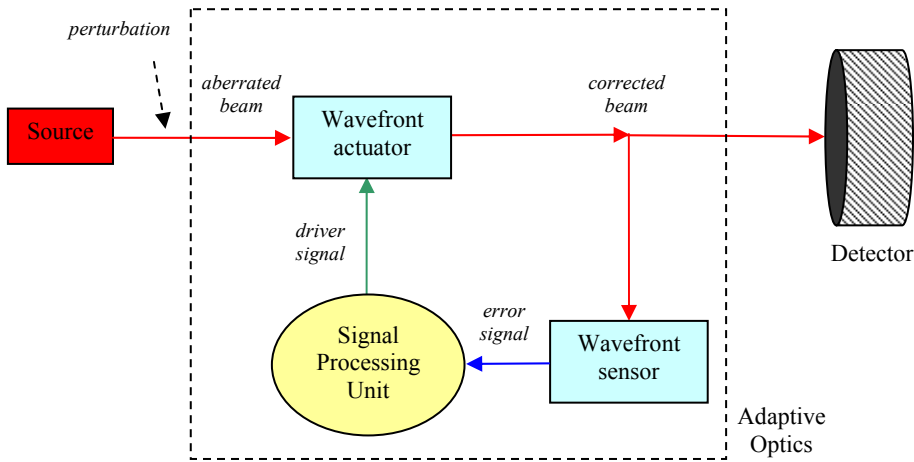 perturbation
aberrated
beam
corrected
beam
Source
Wavefront
actuator
Detector
driver
signal
error
signal
Signal
Processing
Unit
Wavefront
sensor
Adaptive
Optics